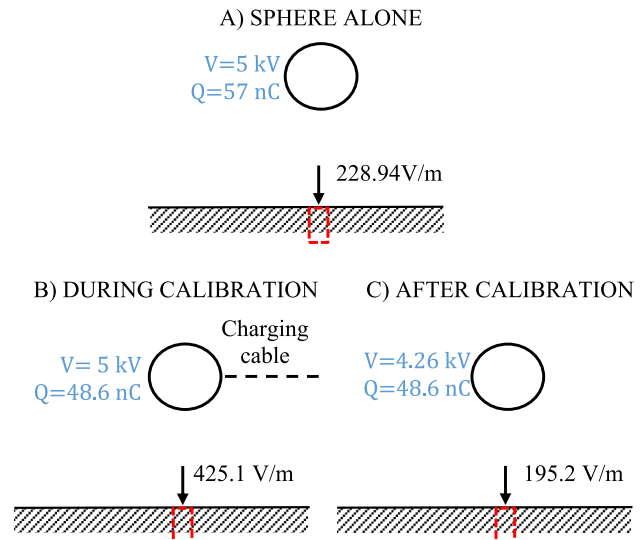 A) SPHERE ALONE
V=5 kV
Q=57 nC
228.94V/m
B) DURING CALIBRATION
Charging
cable
V= 5 kV
Q=48.6 nC
425.1 V/m
C) AFTER CALIBRATION
V=4.26 kV
Q=48.6 nC
195.2 V/m